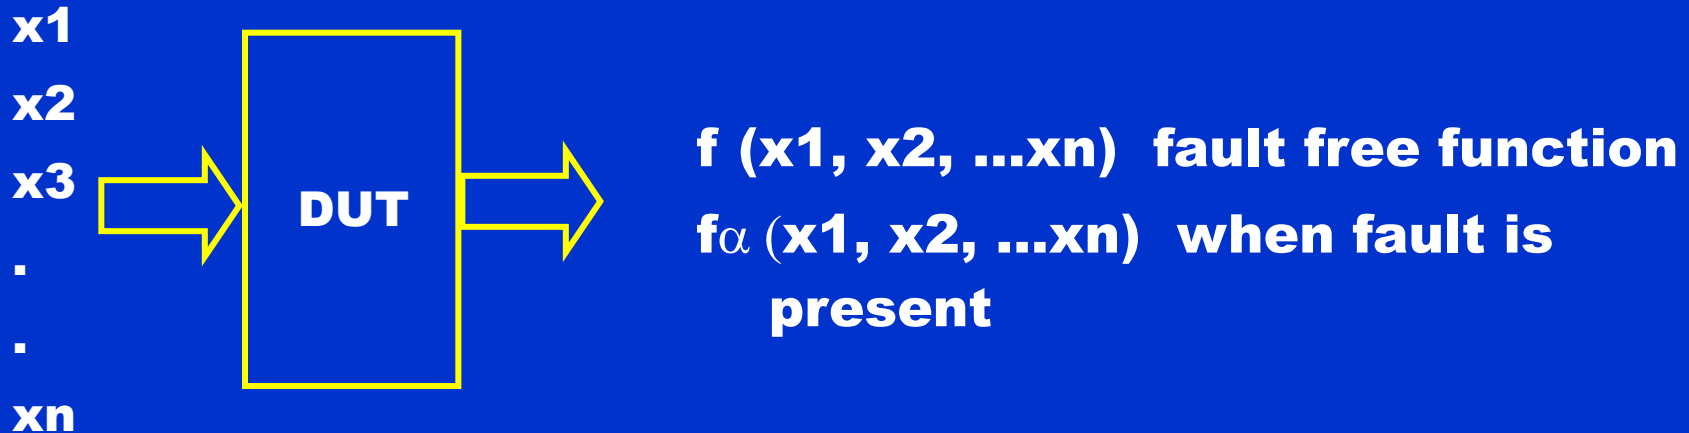 x1
x2
x3
.
.
xn
DUT
f (x1, x2, ...xn) fault free function
fα (x1, x2, ...xn) when fault is
present